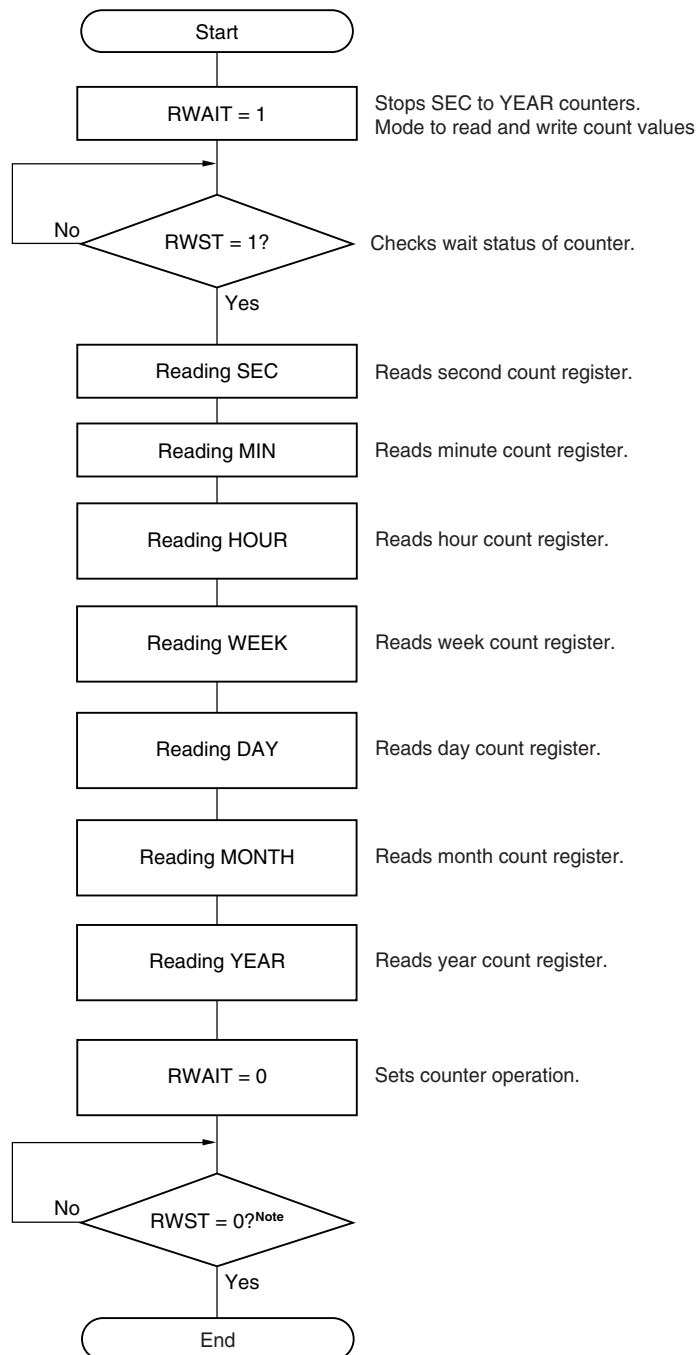 Start
RWAIT = 1
Stops SEC to YEAR counters.
Mode to read and write count values
No
RWST = 1?
Checks wait status of counter.
Yes
Reading SEC
Reads second count register.
Reading MIN
Reads minute count register.
Reading HOUR
Reads hour count register.
Reading WEEK
Reads week count register.
Reading DAY
Reads day count register.
Reading MONTH
Reads month count register.
Reading YEAR
Reads year count register.
RWAIT = 0
Sets counter operation.
No
RWST = 0?Note
Yes
End